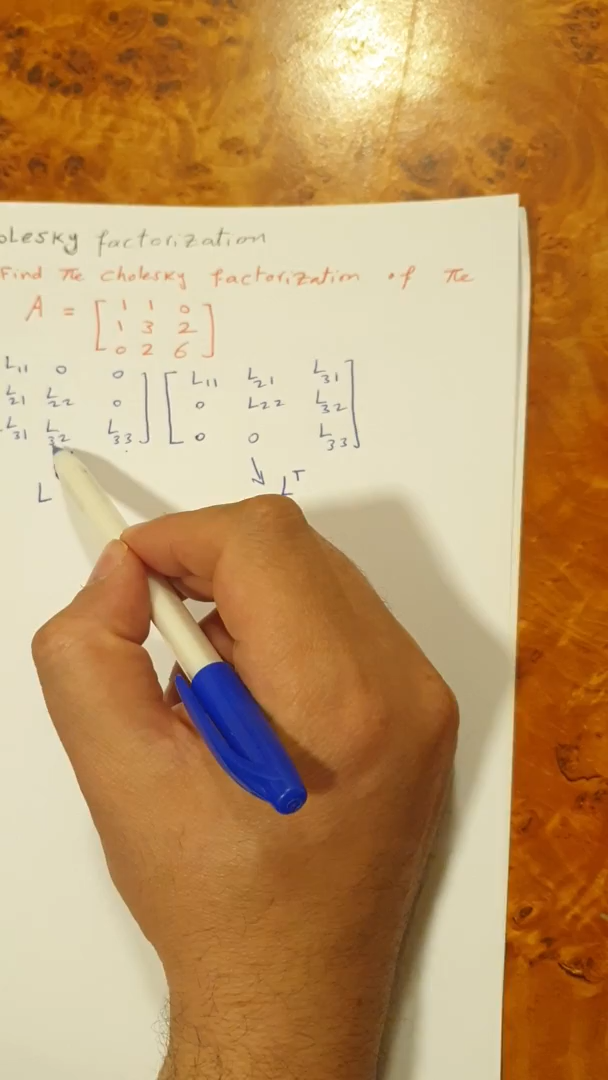 olesky factorization
Find the cholesky factorization of the
A = [ 1 1 0
1 3 2
0 2 6 ]
L11 0 0 ] [ L11 L21 L31
L21 L22 0 0 L22 L32
L31 L32 L33 0 0 L33 ]
L L^T